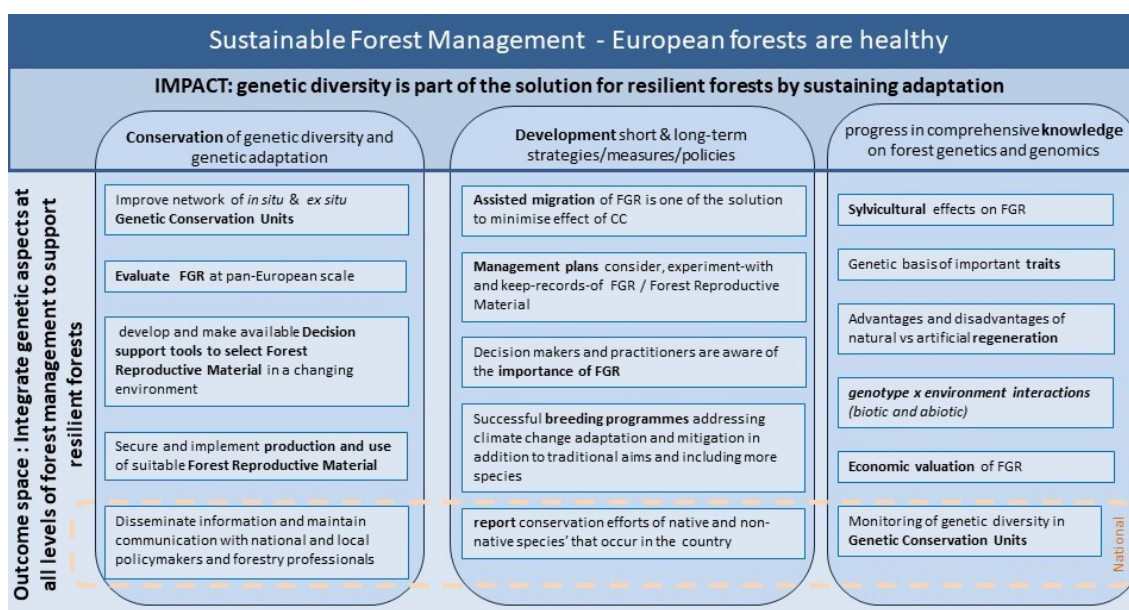 Sustainable Forest Management - European forests are healthy
IMPACT: genetic diversity is part of the solution for resilient forests by sustaining adaptation
Outcome space : Integrate genetic aspects at
all levels of forest management to support
resilient forests
Conservation of genetic diversity and
genetic adaptation
Improve network of in situ & ex situ
Genetic Conservation Units
Evaluate FGR at pan-European scale
develop and make available Decision
support tools to select Forest
Reproductive Material in a changing
environment
Secure and implement production and use
of suitable Forest Reproductive Material
Disseminate information and maintain
communication with national and local
policymakers and forestry professionals
Development short & long-term
strategies/measures/policies
Assisted migration of FGR is one of the solution
to minimise effect of CC
Management plans consider, experiment-with
and keep-records-of FGR / Forest Reproductive
Material
Decision makers and practitioners are aware of
the importance of FGR
Successful breeding programmes addressing
climate change adaptation and mitigation in
addition to traditional aims and including more
species
report conservation efforts of native and non-
native species' that occur in the country
progress in comprehensive knowledge
on forest genetics and genomics
Sylvicultural effects on FGR
Genetic basis of important traits
Advantages and disadvantages of
natural vs artificial regeneration
genotype x environment interactions
(biotic and abiotic)
Economic valuation of FGR
Monitoring of genetic diversity in
Genetic Conservation Units
National